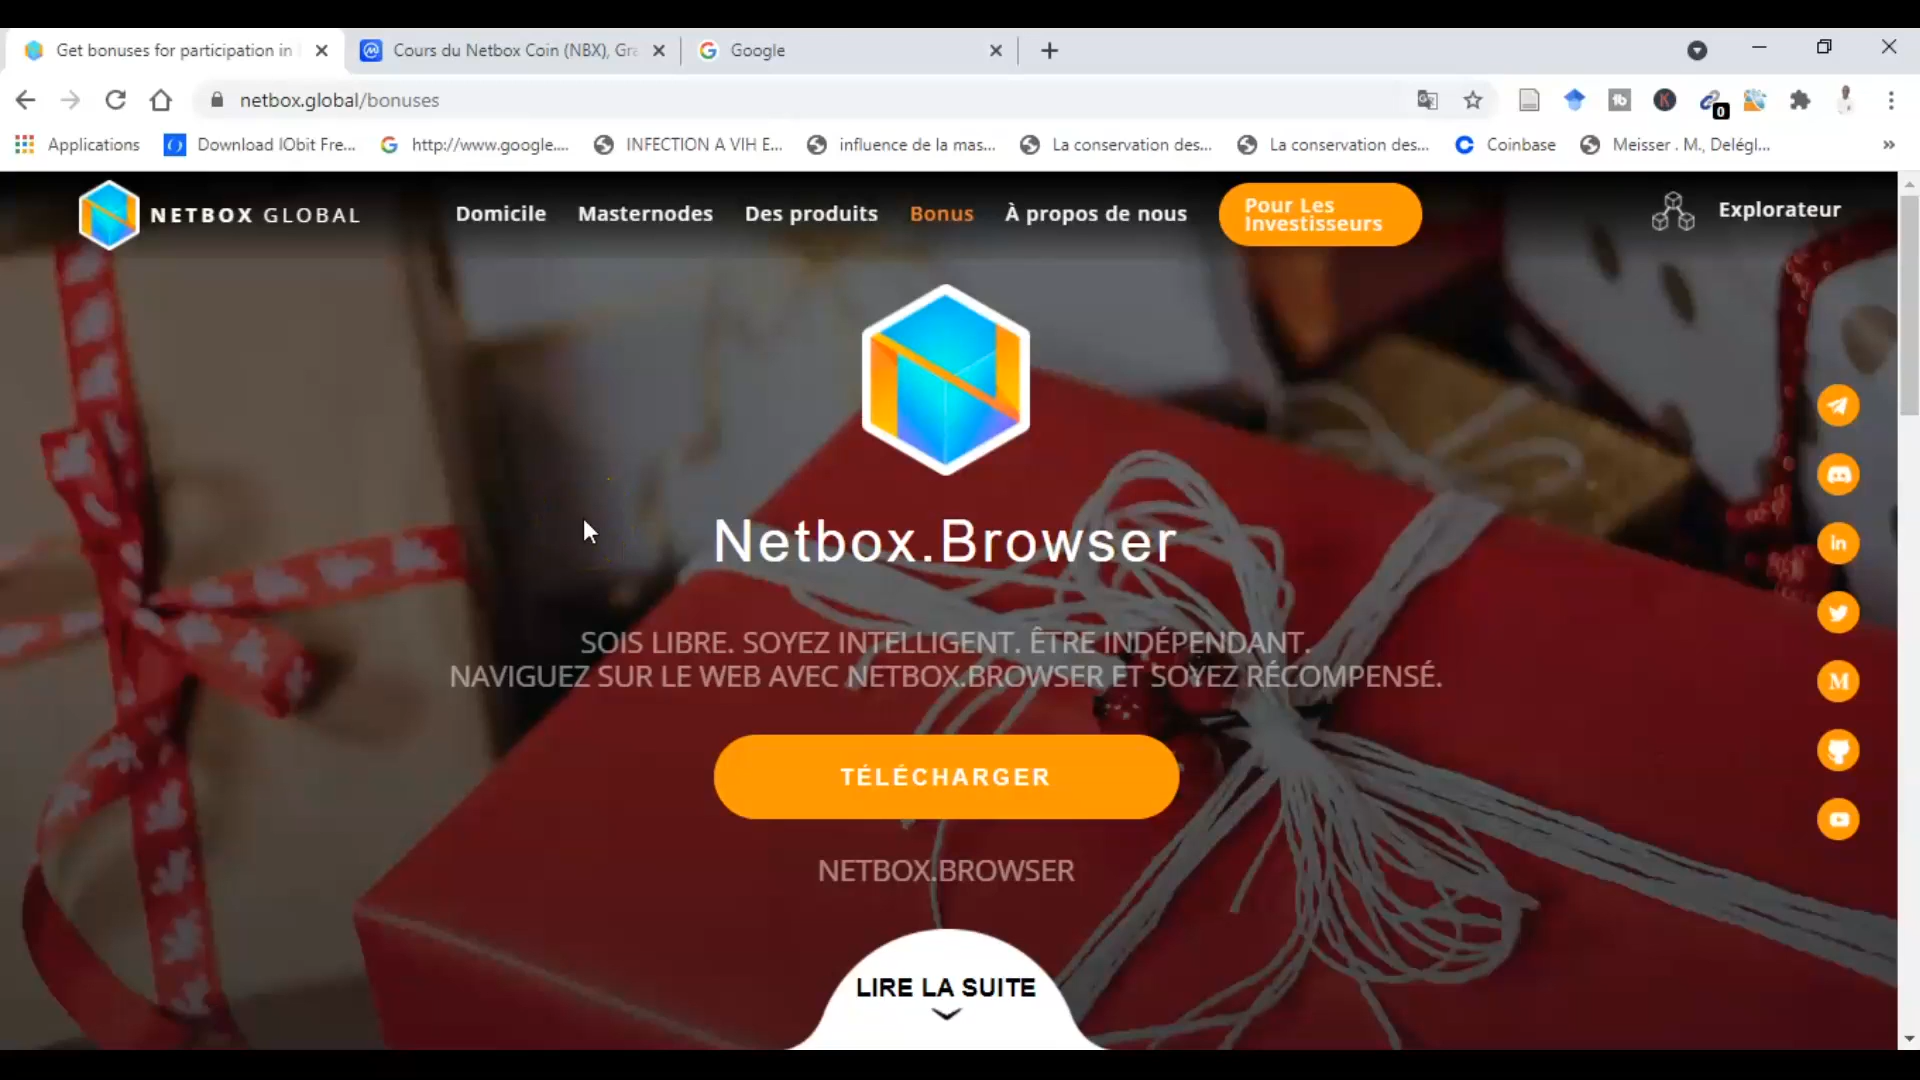 Get bonuses for participation in
Cours du Netbox Coin (NBX), Gra
Google
netbox.global/bonuses
0
Applications
Download IObit Fre...
http://www.google....
INFECTION A VIH E...
influence de la mas...
La conservation des...
La conservation des...
Coinbase
Meisser . M., Delégl...
»
NETBOX GLOBAL
Domicile
Masternodes
Des produits
Bonus
À propos de nous
Pour Les
Investisseurs
Explorateur
Netbox.Browser
SOIS LIBRE. SOYEZ INTELLIGENT. ÊTRE INDÉPENDANT.
NAVIGUEZ SUR LE WEB AVEC NETBOX.BROWSER ET SOYEZ RÉCOMPENSÉ.
TÉLÉCHARGER
NETBOX.BROWSER
LIRE LA SUITE